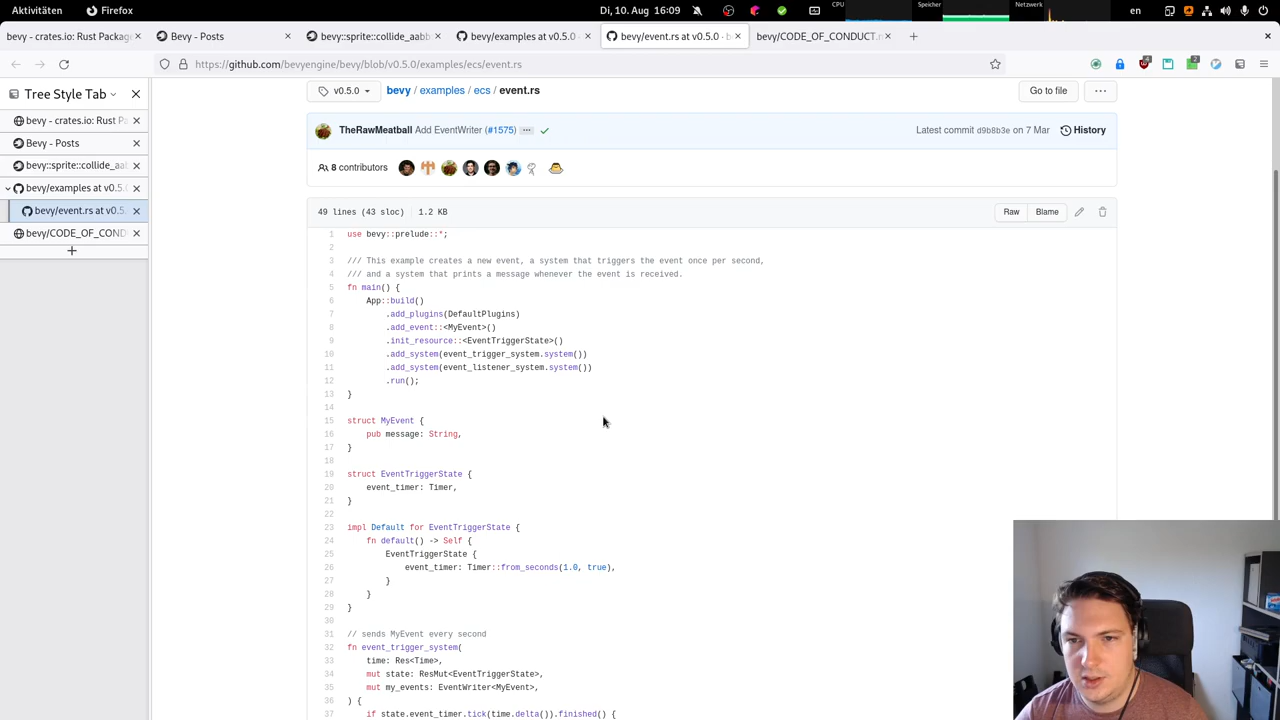 Aktivitäten
Firefox
Di, 10. Aug 16:09
CPU
Speicher
Netzwerk
en
bevy - crates.io: Rust Packag
Bevy - Posts
bevy::sprite::collide_aabb
bevy/examples at v0.5.0 ·
bevy/event.rs at v0.5.0 · b
bevy/CODE_OF_CONDUCT.m
https://github.com/bevyengine/bevy/blob/v0.5.0/examples/ecs/event.rs
Tree Style Tab
bevy - crates.io: Rust Pa
Bevy - Posts
bevy::sprite::collide_aa
bevy/examples at v0.5.0
bevy/event.rs at v0.5.
bevy/CODE_OF_COND
v0.5.0
bevy / examples / ecs / event.rs
Go to file
TheRawMeatball Add EventWriter (#1575)
Latest commit d9b8b3e on 7 Mar
History
8 contributors
49 lines (43 sloc) 1.2 KB
Raw
Blame
1 use bevy::prelude::*;
2
3 /// This example creates a new event, a system that triggers the event once per second,
4 /// and a system that prints a message whenever the event is received.
5 fn main() {
6 App::build()
7 .add_plugins(DefaultPlugins)
8 .add_event::<MyEvent>()
9 .init_resource::<EventTriggerState>()
10 .add_system(event_trigger_system.system())
11 .add_system(event_listener_system.system())
12 .run();
13 }
14
15 struct MyEvent {
16 pub message: String,
17 }
18
19 struct EventTriggerState {
20 event_timer: Timer,
21 }
22
23 impl Default for EventTriggerState {
24 fn default() -> Self {
25 EventTriggerState {
26 event_timer: Timer::from_seconds(1.0, true),
27 }
28 }
29 }
30
31 // sends MyEvent every second
32 fn event_trigger_system(
33 time: Res<Time>,
34 mut state: ResMut<EventTriggerState>,
35 mut my_events: EventWriter<MyEvent>,
36 ) {
37 if state.event_timer.tick(time.delta()).finished() {